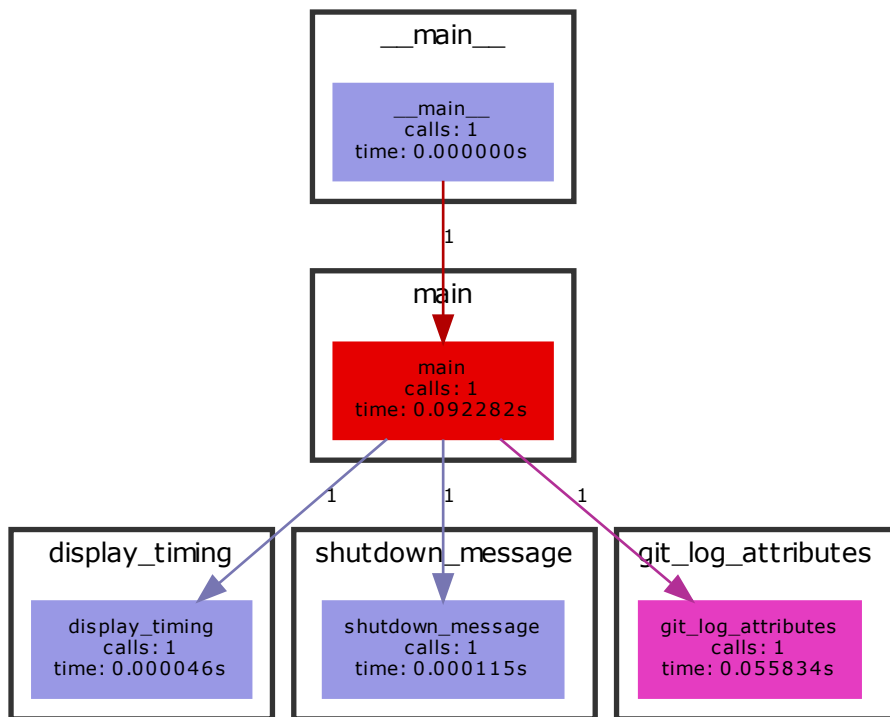 __main__
__main__
calls: 1
time: 0.000000s
1
main
main
calls: 1
time: 0.092282s
1
1
1
display_timing
shutdown_message
git_log_attributes
display_timing
calls: 1
time: 0.000046s
shutdown_message
calls: 1
time: 0.000115s
git_log_attributes
calls: 1
time: 0.055834s